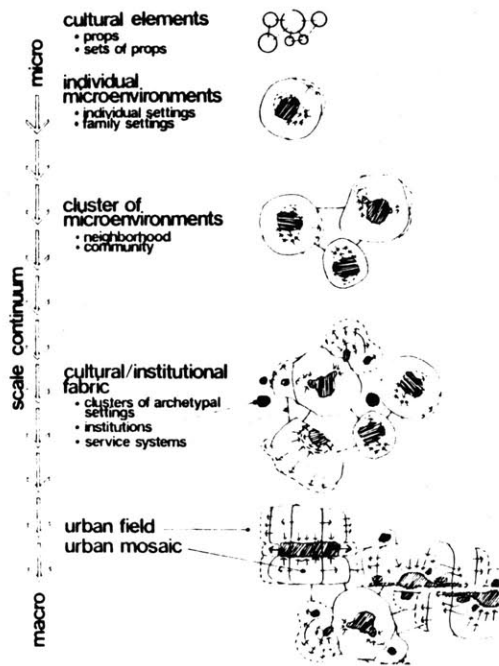 cultural elements
• props
• sets of props
micro
individual
microenvironments
• individual settings
• family settings
cluster of
microenvironments
• neighborhood
• community
scale continuum
cultural/institutional
fabric
• clusters of archetypal
settings
• institutions
• service systems
urban field
urban mosaic
macro